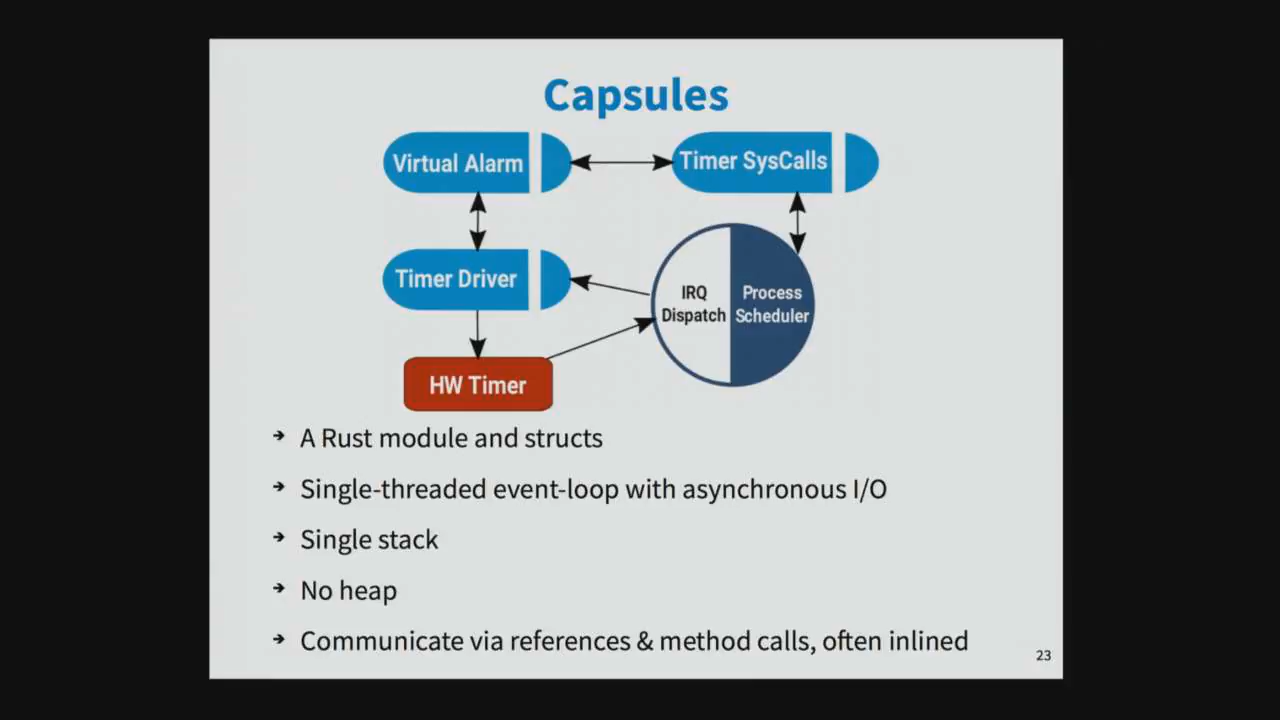 Capsules
Virtual Alarm
Timer SysCalls
Timer Driver
IRQ
Dispatch
Process
Scheduler
HW Timer
➔ A Rust module and structs
➔ Single-threaded event-loop with asynchronous I/O
➔ Single stack
➔ No heap
➔ Communicate via references & method calls, often inlined
23